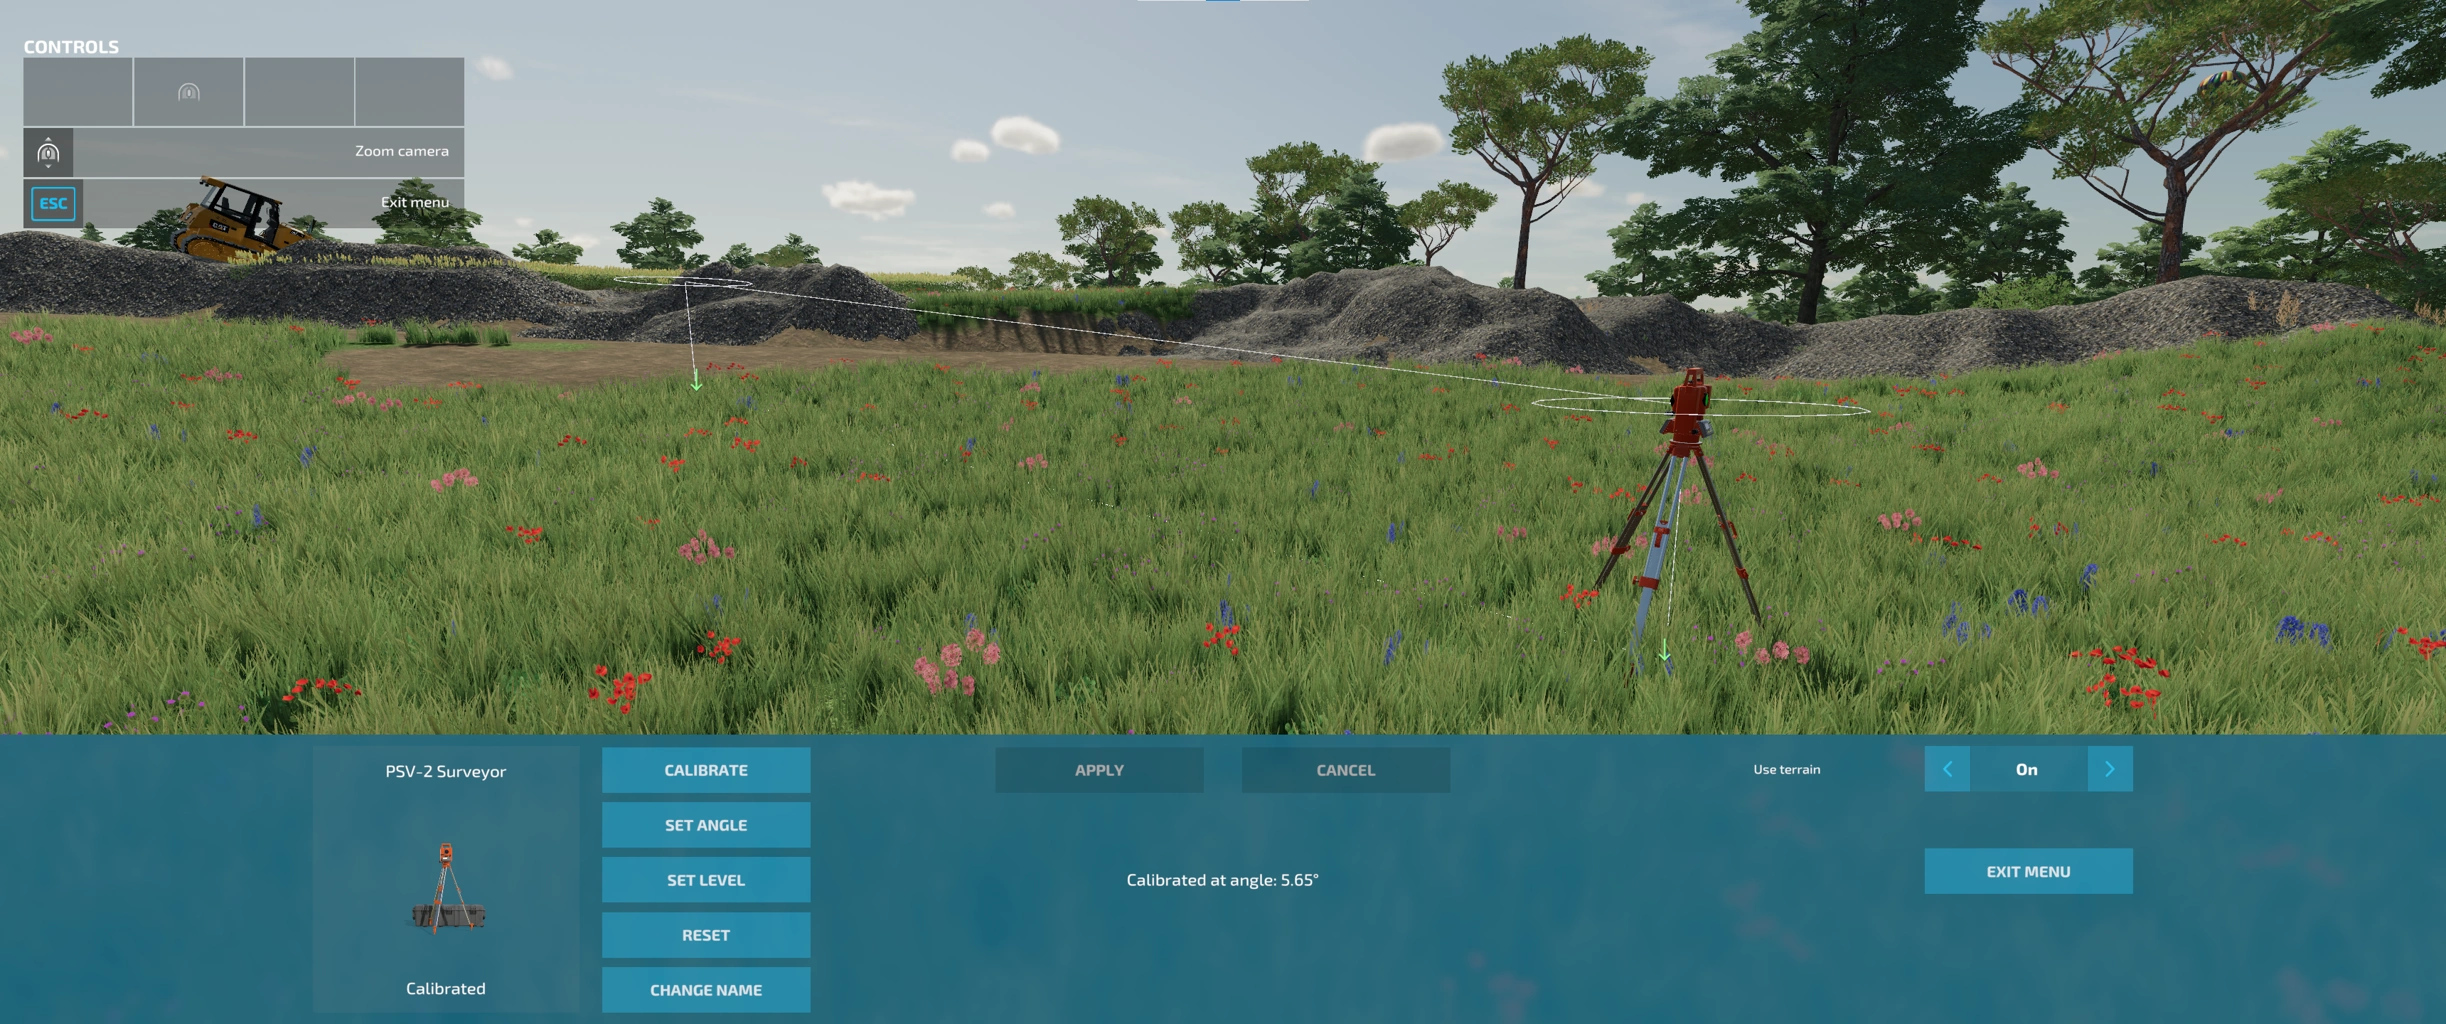 CONTROLS
Zoom camera
ESC
Exit menu
PSV-2 Surveyor
Calibrated
CALIBRATE
SET ANGLE
SET LEVEL
RESET
CHANGE NAME
APPLY
CANCEL
Calibrated at angle: 5.65°
Use terrain
On
EXIT MENU